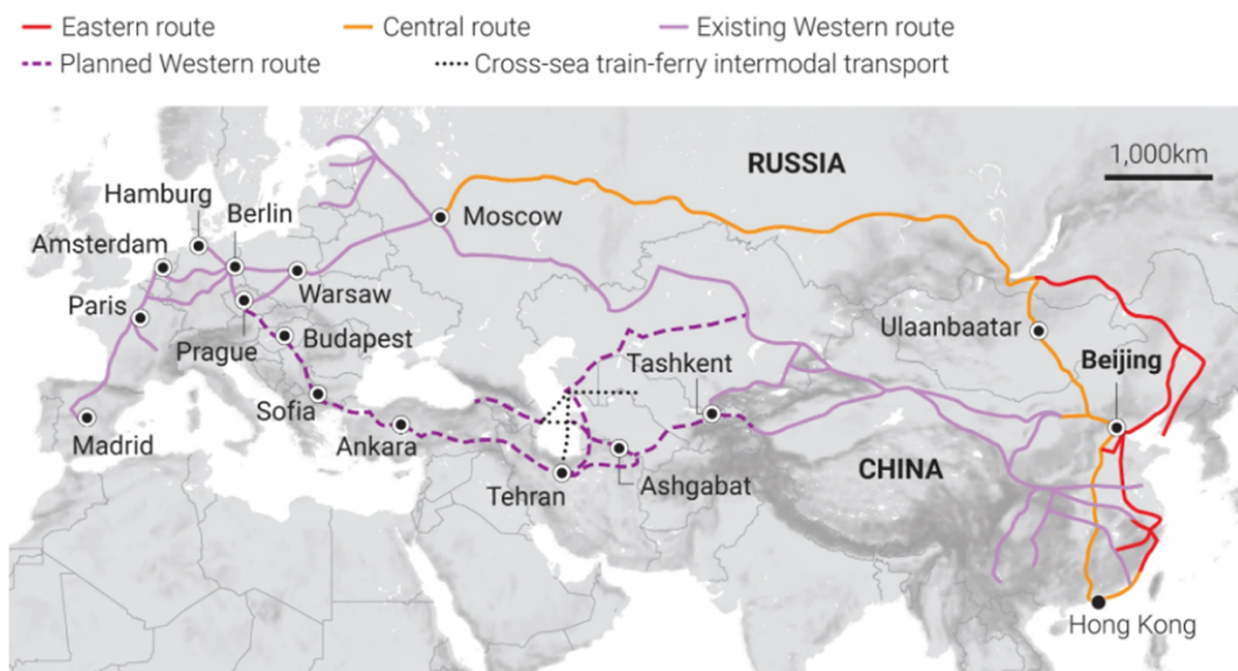 Eastern route Central route Existing Western route
Planned Western route Cross-sea train-ferry intermodal transport
RUSSIA
1,000km
Hamburg
Berlin
Moscow
Amsterdam
Warsaw
Paris
Ulaanbaatar
Budapest
Prague
Tashkent
Beijing
Sofia
Ankara
Madrid
CHINA
Tehran
Ashgabat
Hong Kong